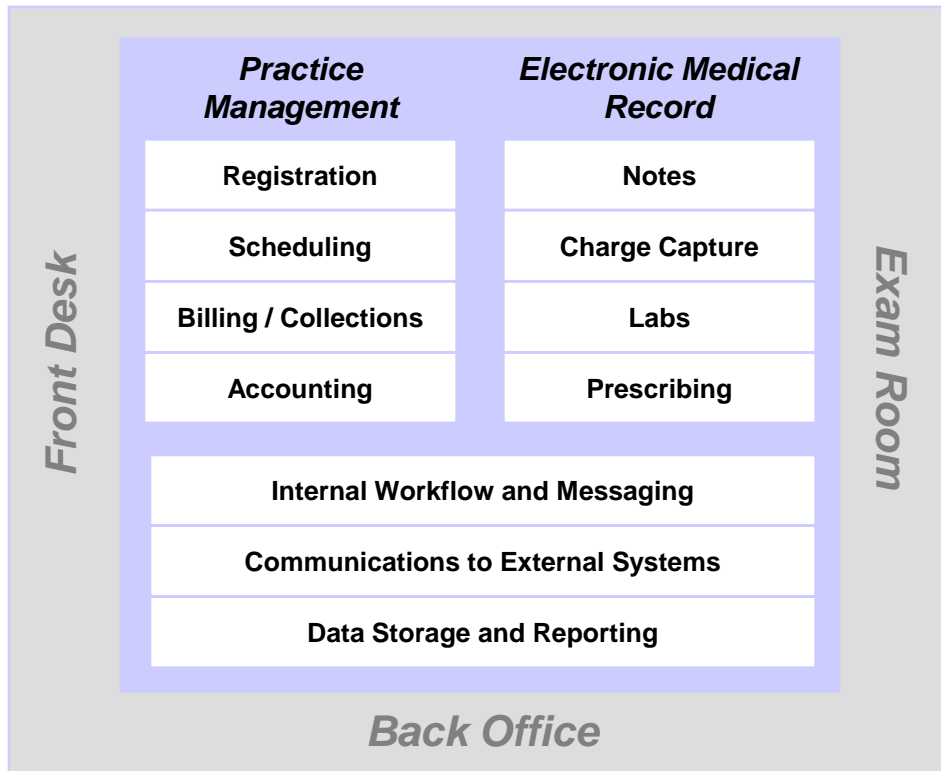 Practice
Management
Registration
Scheduling
Billing / Collections
Accounting
Electronic Medical
Record
Notes
Charge Capture
Labs
Prescribing
Internal Workflow and Messaging
Communications to External Systems
Data Storage and Reporting
Front Desk
Exam Room
Back Office